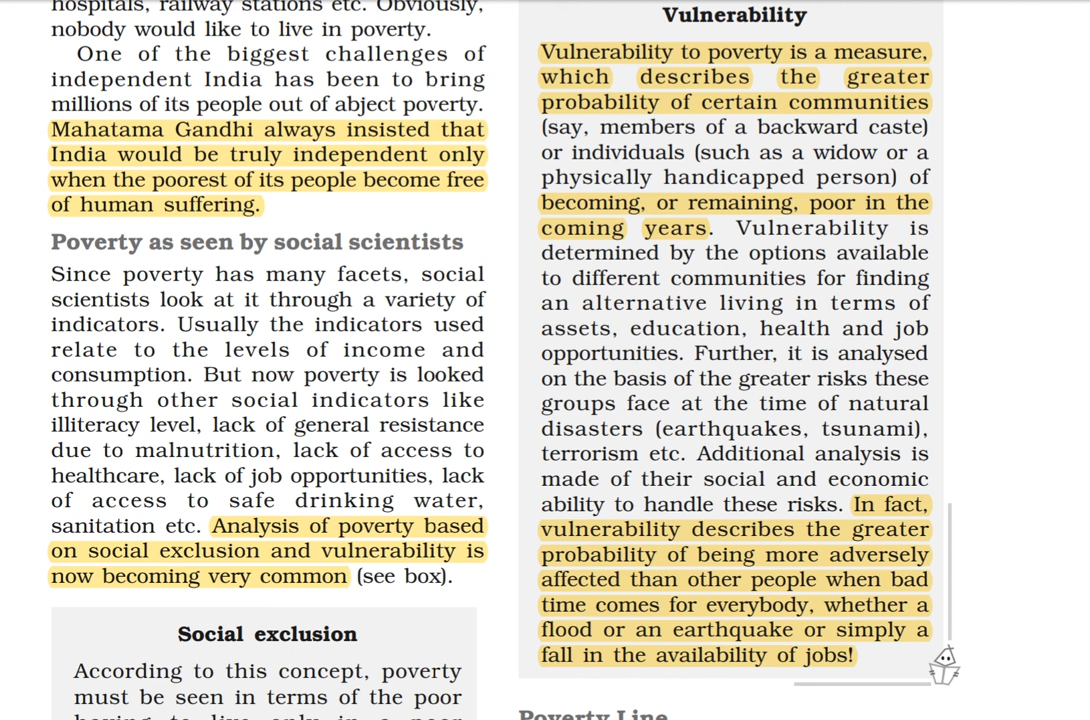 hospitals, railway stations etc. Obviously,
nobody would like to live in poverty.
One of the biggest challenges of
independent India has been to bring
millions of its people out of abject poverty.
Mahatama Gandhi always insisted that
India would be truly independent only
when the poorest of its people become free
of human suffering.
Poverty as seen by social scientists
Since poverty has many facets, social
scientists look at it through a variety of
indicators. Usually the indicators used
relate to the levels of income and
consumption. But now poverty is looked
through other social indicators like
illiteracy level, lack of general resistance
due to malnutrition, lack of access to
healthcare, lack of job opportunities, lack
of access to safe drinking water,
sanitation etc. Analysis of poverty based
on social exclusion and vulnerability is
now becoming very common (see box).
Social exclusion
According to this concept, poverty
must be seen in terms of the poor
having to live only in a poor
Vulnerability
Vulnerability to poverty is a measure,
which describes the greater
probability of certain communities
(say, members of a backward caste)
or individuals (such as a widow or a
physically handicapped person) of
becoming, or remaining, poor in the
coming years. Vulnerability is
determined by the options available
to different communities for finding
an alternative living in terms of
assets, education, health and job
opportunities. Further, it is analysed
on the basis of the greater risks these
groups face at the time of natural
disasters (earthquakes, tsunami),
terrorism etc. Additional analysis is
made of their social and economic
ability to handle these risks. In fact,
vulnerability describes the greater
probability of being more adversely
affected than other people when bad
time comes for everybody, whether a
flood or an earthquake or simply a
fall in the availability of jobs!
Poverty Line